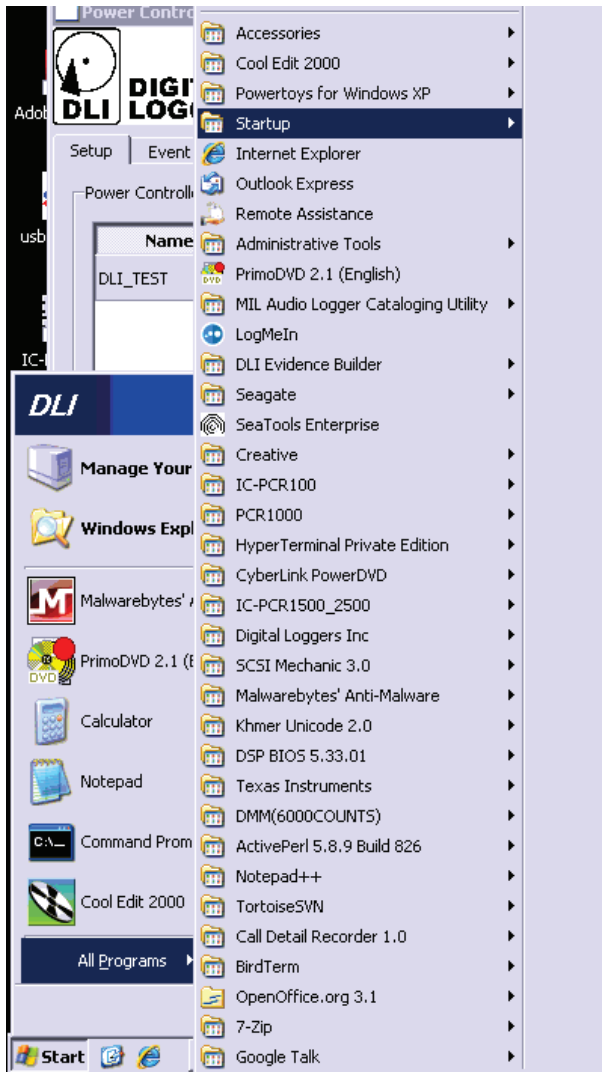 Power Contro
DLI
DIGI
LOG
Adob
Setup
Event
Power Controlle
usb
Name
DLI_TEST
IC-
DLI
Manage Your
Windows Expl
Malwarebytes' A
PrimoDVD 2.1 (E
Calculator
Notepad
Command Prom
Cool Edit 2000
All Programs
Start
Accessories
Cool Edit 2000
Powertoys for Windows XP
Startup
Internet Explorer
Outlook Express
Remote Assistance
Administrative Tools
PrimoDVD 2.1 (English)
MIL Audio Logger Cataloging Utility
LogMeIn
DLI Evidence Builder
Seagate
SeaTools Enterprise
Creative
IC-PCR100
PCR1000
HyperTerminal Private Edition
CyberLink PowerDVD
IC-PCR1500_2500
Digital Loggers Inc
SCSI Mechanic 3.0
Malwarebytes' Anti-Malware
Khmer Unicode 2.0
DSP BIOS 5.33.01
Texas Instruments
DMM(6000COUNTS)
ActivePerl 5.8.9 Build 826
Notepad++
TortoiseSVN
Call Detail Recorder 1.0
BirdTerm
OpenOffice.org 3.1
7-Zip
Google Talk